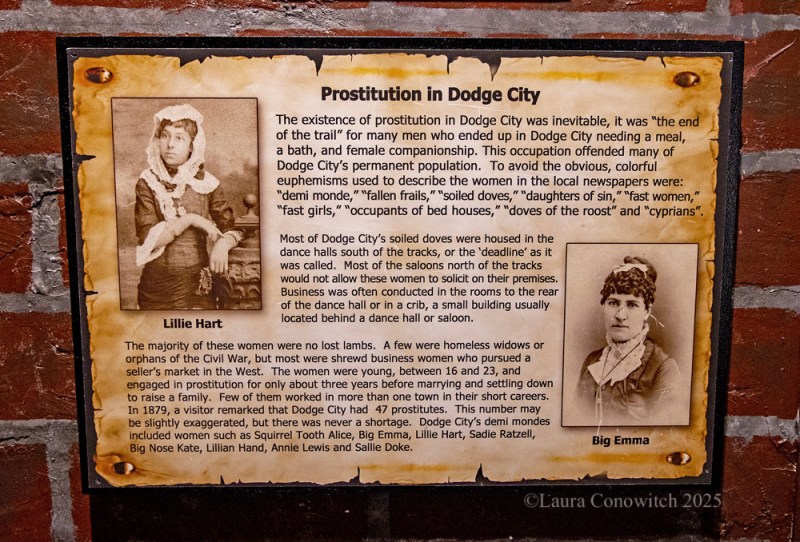 Prostitution in Dodge City
The existence of prostitution in Dodge City was inevitable, it was “the end
of the trail” for many men who ended up in Dodge City needing a meal,
a bath, and female companionship. This occupation offended many of
Dodge City’s permanent population. To avoid the obvious, colorful
euphemisms used to describe the women in the local newspapers were:
“demi monde,” “fallen frails,” “soiled doves,” “daughters of sin,” “fast women,”
“fast girls,” “occupants of bed houses,” “doves of the roost” and “cyprians”.
Lillie Hart
Most of Dodge City’s soiled doves were housed in the
dance halls south of the tracks, or the ‘deadline’ as it
was called. Most of the saloons north of the tracks
would not allow these women to solicit on their premises.
Business was often conducted in the rooms to the rear
of the dance hall or in a crib, a small building usually
located behind a dance hall or saloon.
The majority of these women were no lost lambs. A few were homeless widows or
orphans of the Civil War, but most were shrewd business women who pursued a
seller’s market in the West. The women were young, between 16 and 23, and
engaged in prostitution for only about three years before marrying and settling down
to raise a family. Few of them worked in more than one town in their short careers.
In 1879, a visitor remarked that Dodge City had 47 prostitutes. This number may
be slightly exaggerated, but there was never a shortage. Dodge City’s demi mondes
included women such as Squirrel Tooth Alice, Big Emma, Lillie Hart, Sadie Ratzell,
Big Nose Kate, Lillian Hand, Annie Lewis and Sallie Doke.
Big Emma
©Laura Conowitch 2025